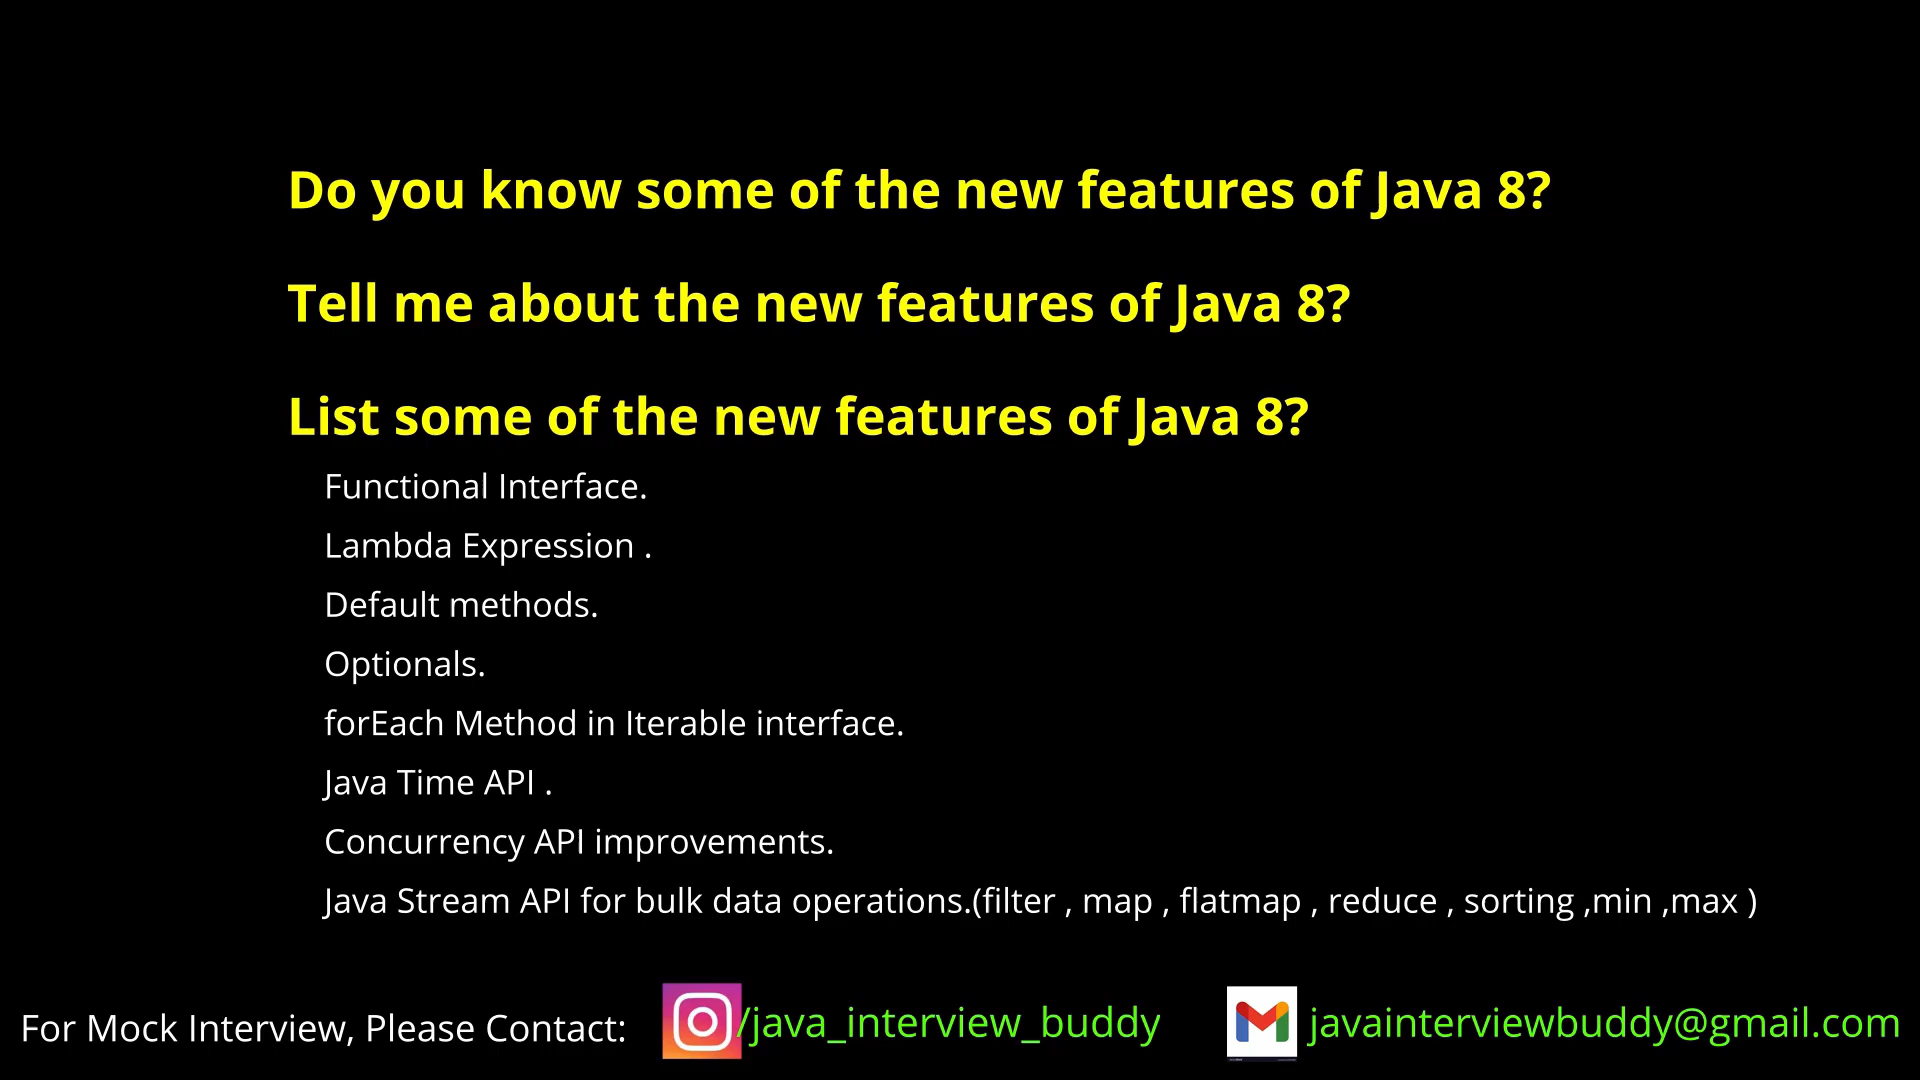 Do you know some of the new features of Java 8?
Tell me about the new features of Java 8?
List some of the new features of Java 8?
Functional Interface.
Lambda Expression .
Default methods.
Optionals.
forEach Method in Iterable interface.
Java Time API .
Concurrency API improvements.
Java Stream API for bulk data operations.(filter , map , flatmap , reduce , sorting ,min ,max )
For Mock Interview, Please Contact: /java_interview_buddy javainterviewbuddy@gmail.com